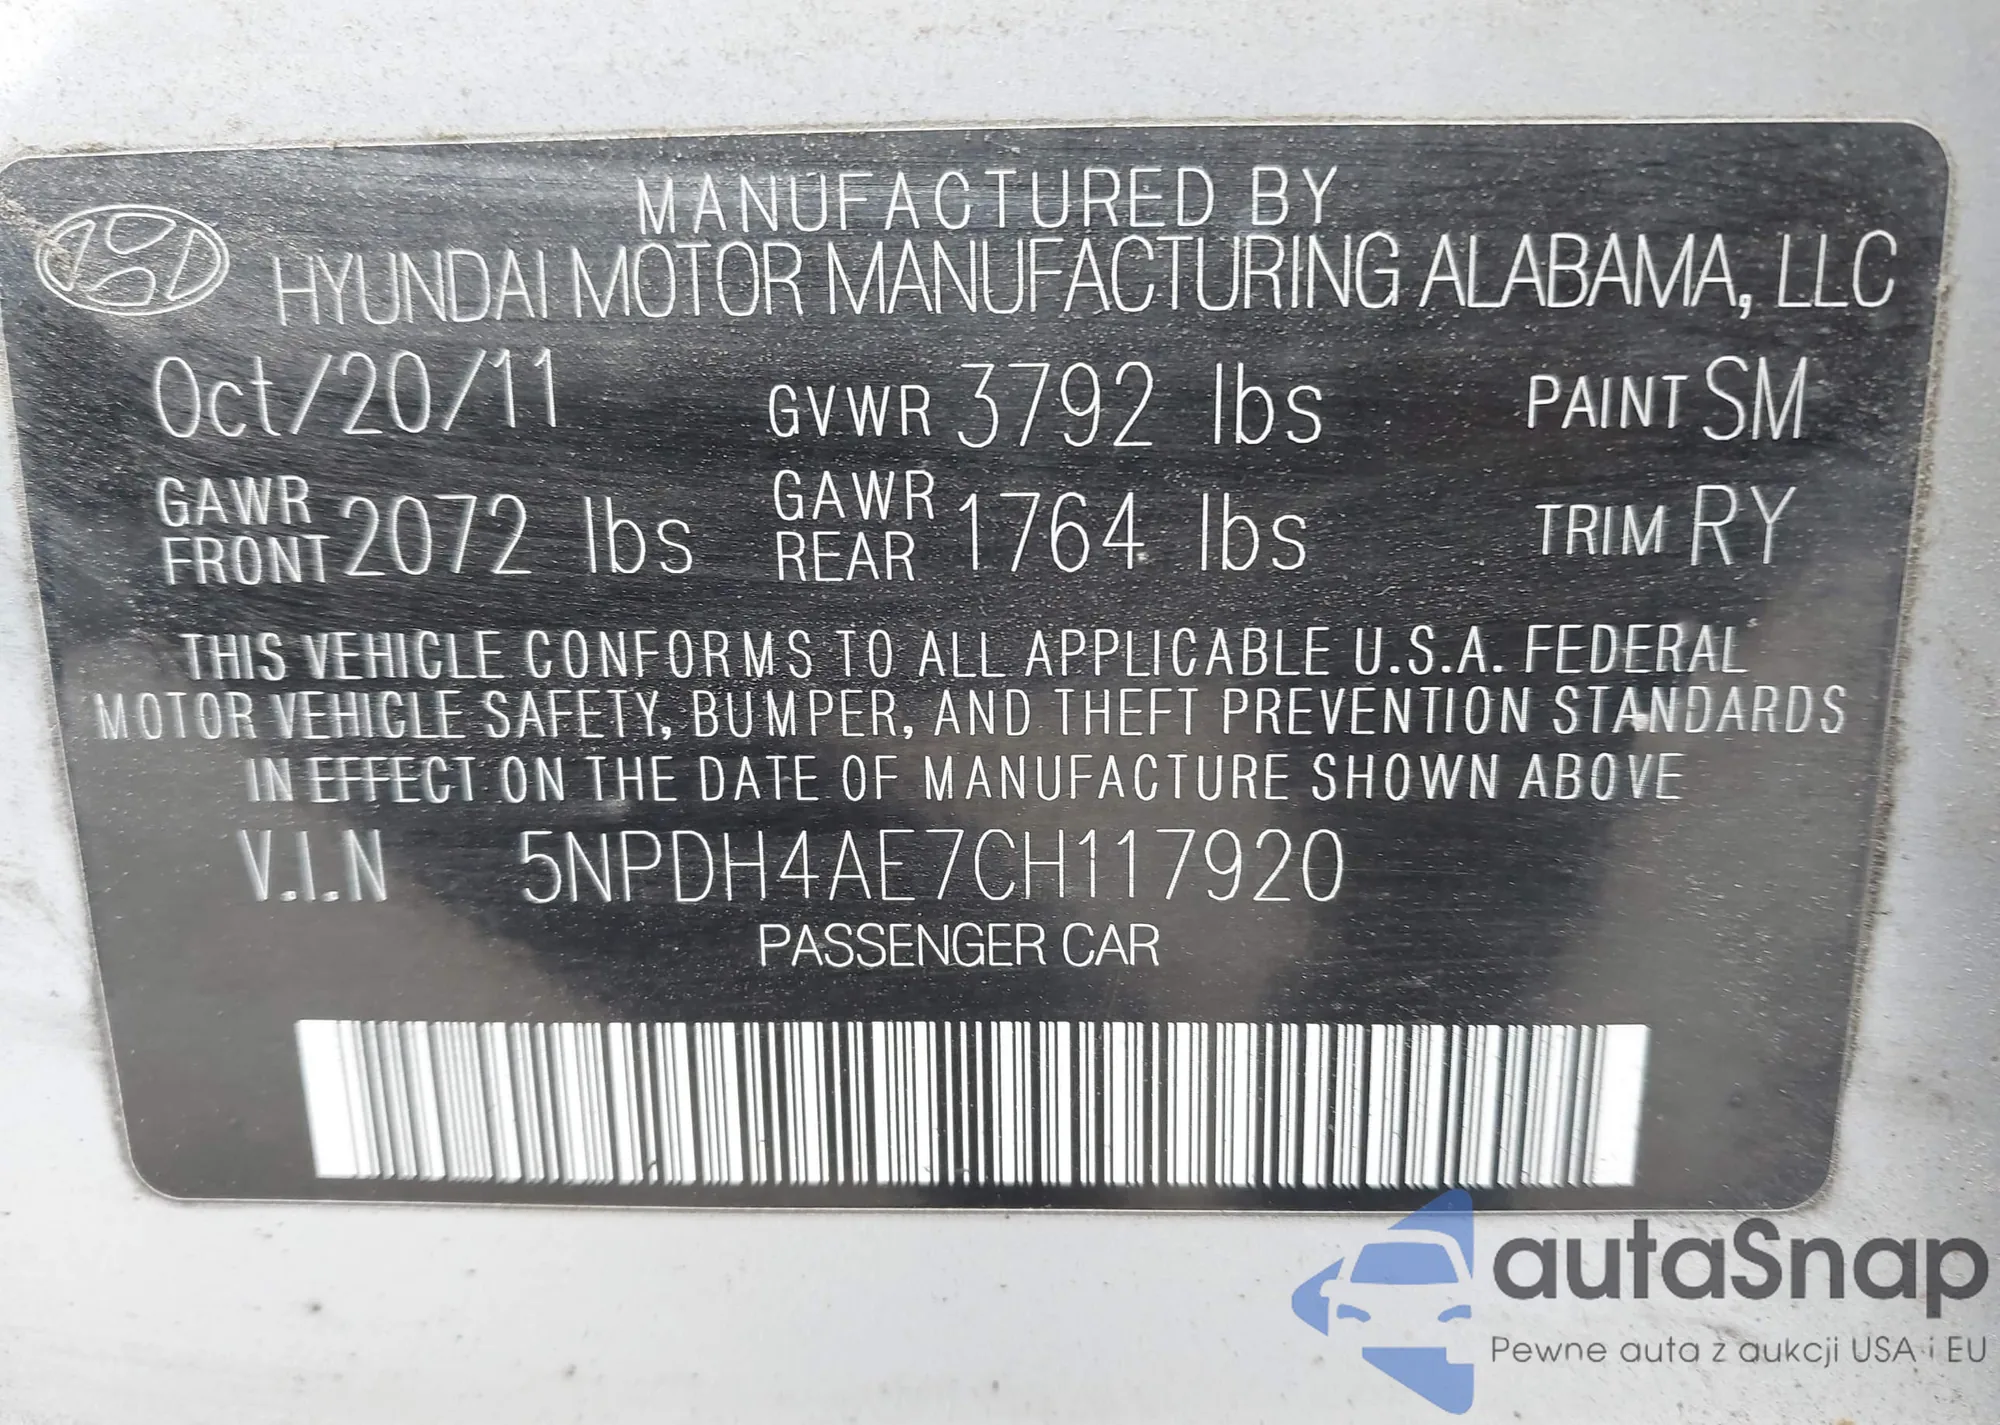 MANUFACTURED BY
HYUNDAI MOTOR MANUFACTURING ALABAMA, LLC
Oct/20/11 GVWR 3792 lbs PAINT SM
GAWR FRONT 2072 lbs GAWR REAR 1764 lbs TRIM RY
THIS VEHICLE CONFORMS TO ALL APPLICABLE U.S.A. FEDERAL
MOTOR VEHICLE SAFETY, BUMPER, AND THEFT PREVENTION STANDARDS
IN EFFECT ON THE DATE OF MANUFACTURE SHOWN ABOVE
V.I.N 5NPDH4AE7CH117920
PASSENGER CAR
autaSnap
Pewne auta z aukcji USA i EU